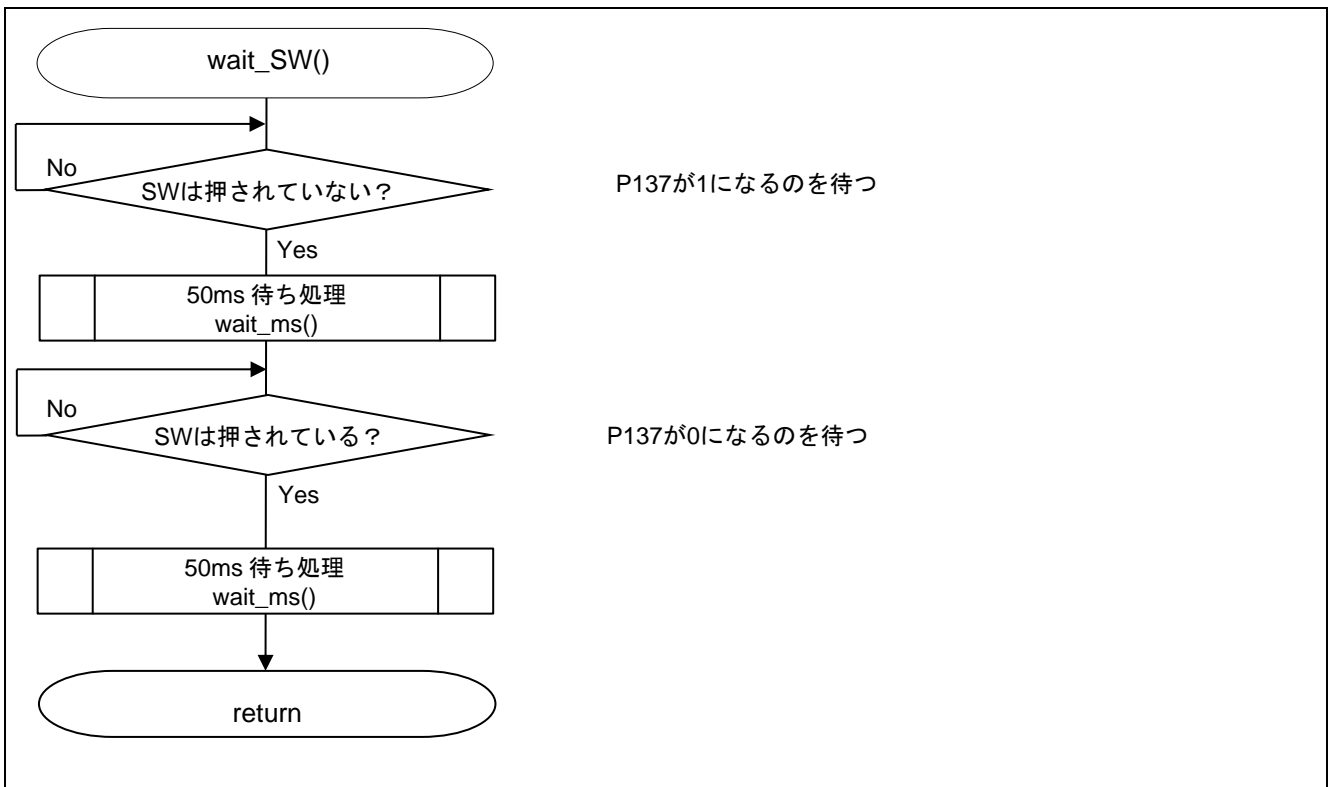 wait_SW()
No
SWは押されていない？
P137が1になるのを待つ
Yes
50ms 待ち処理
wait_ms()
No
SWは押されている？
P137が0になるのを待つ
Yes
50ms 待ち処理
wait_ms()
return